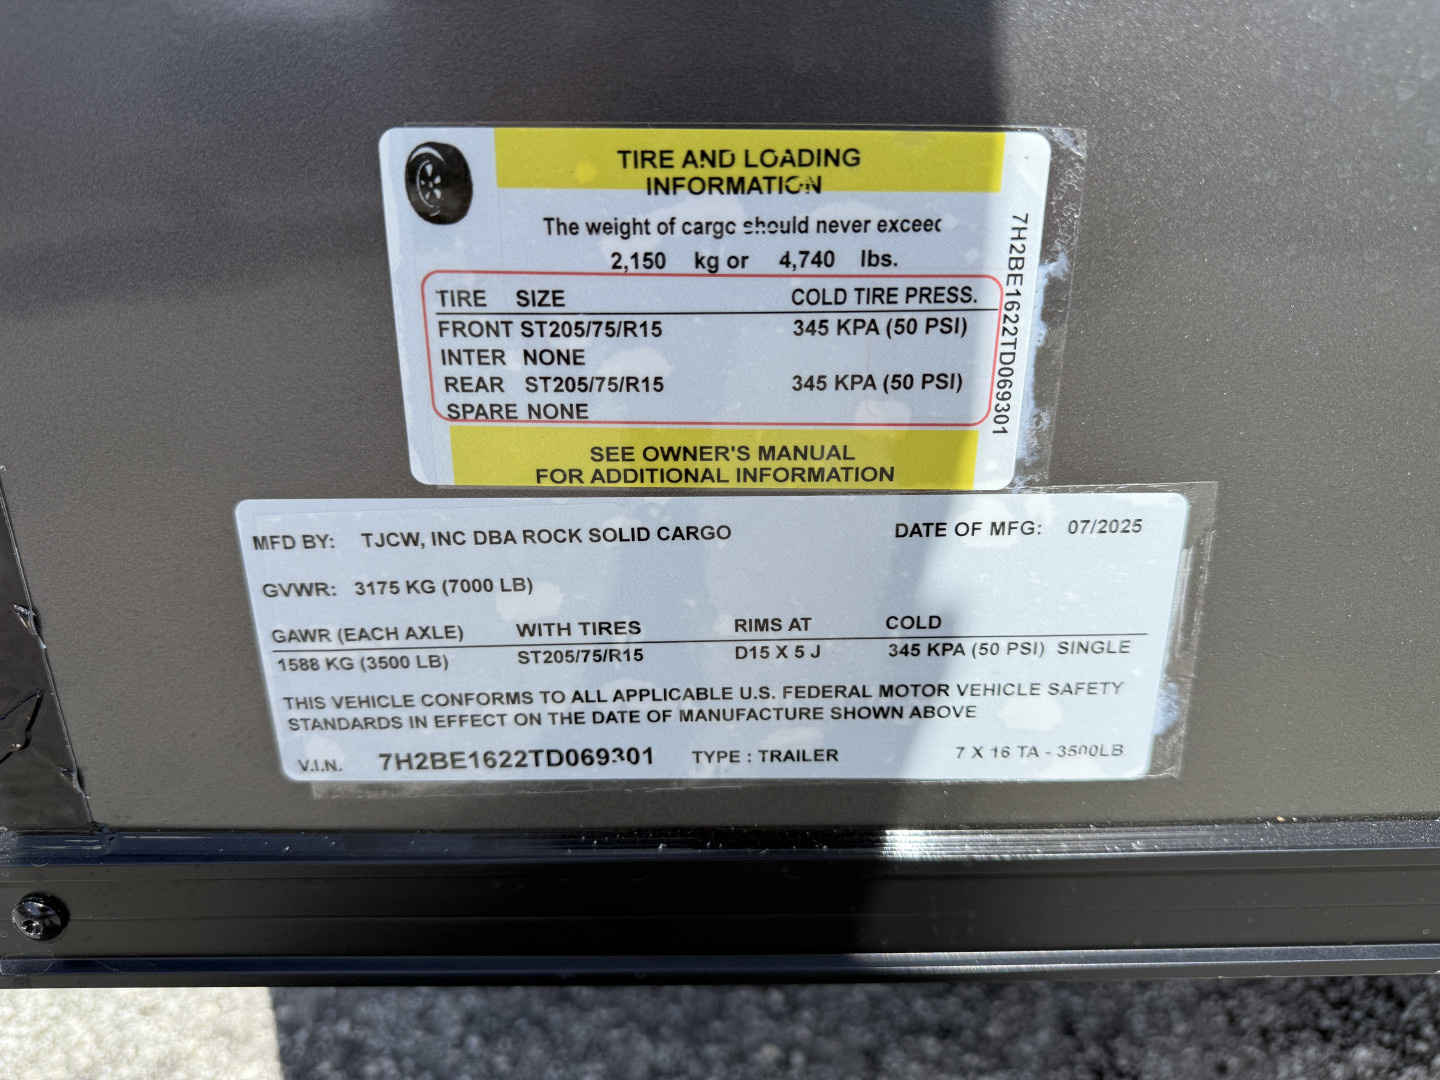 TIRE AND LOADING
INFORMATION
The weight of cargo should never exceed
2,150 kg or 4,740 lbs.
TIRE SIZE COLD TIRE PRESS.
FRONT ST205/75/R15 345 KPA (50 PSI)
INTER NONE
REAR ST205/75/R15 345 KPA (50 PSI)
SPARE NONE
SEE OWNER'S MANUAL
FOR ADDITIONAL INFORMATION
7H2BE1622TD069301
MFD BY: TJCW, INC DBA ROCK SOLID CARGO DATE OF MFG: 07/2025
GVWR: 3175 KG (7000 LB)
GAWR (EACH AXLE) WITH TIRES RIMS AT COLD
1588 KG (3500 LB) ST205/75/R15 D15 X 5 J 345 KPA (50 PSI) SINGLE
THIS VEHICLE CONFORMS TO ALL APPLICABLE U.S. FEDERAL MOTOR VEHICLE SAFETY
STANDARDS IN EFFECT ON THE DATE OF MANUFACTURE SHOWN ABOVE
V.I.N. 7H2BE1622TD069301 TYPE : TRAILER 7 X 16 TA - 3500LB